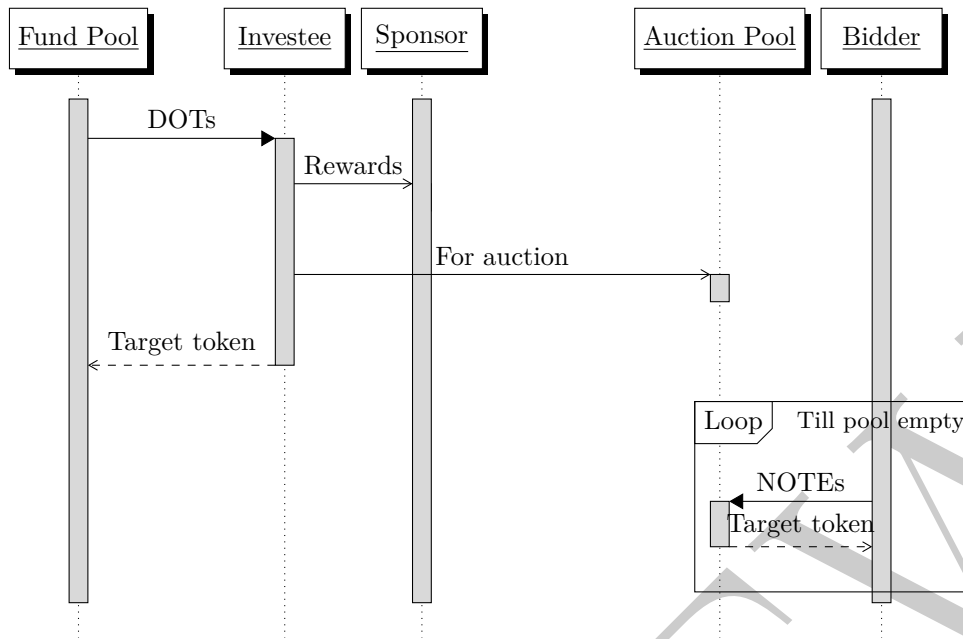 Fund Pool
Investee
Sponsor
Auction Pool
Bidder
DOTs
Rewards
For auction
Target token
Loop
Till pool empty
NOTEs
Target token